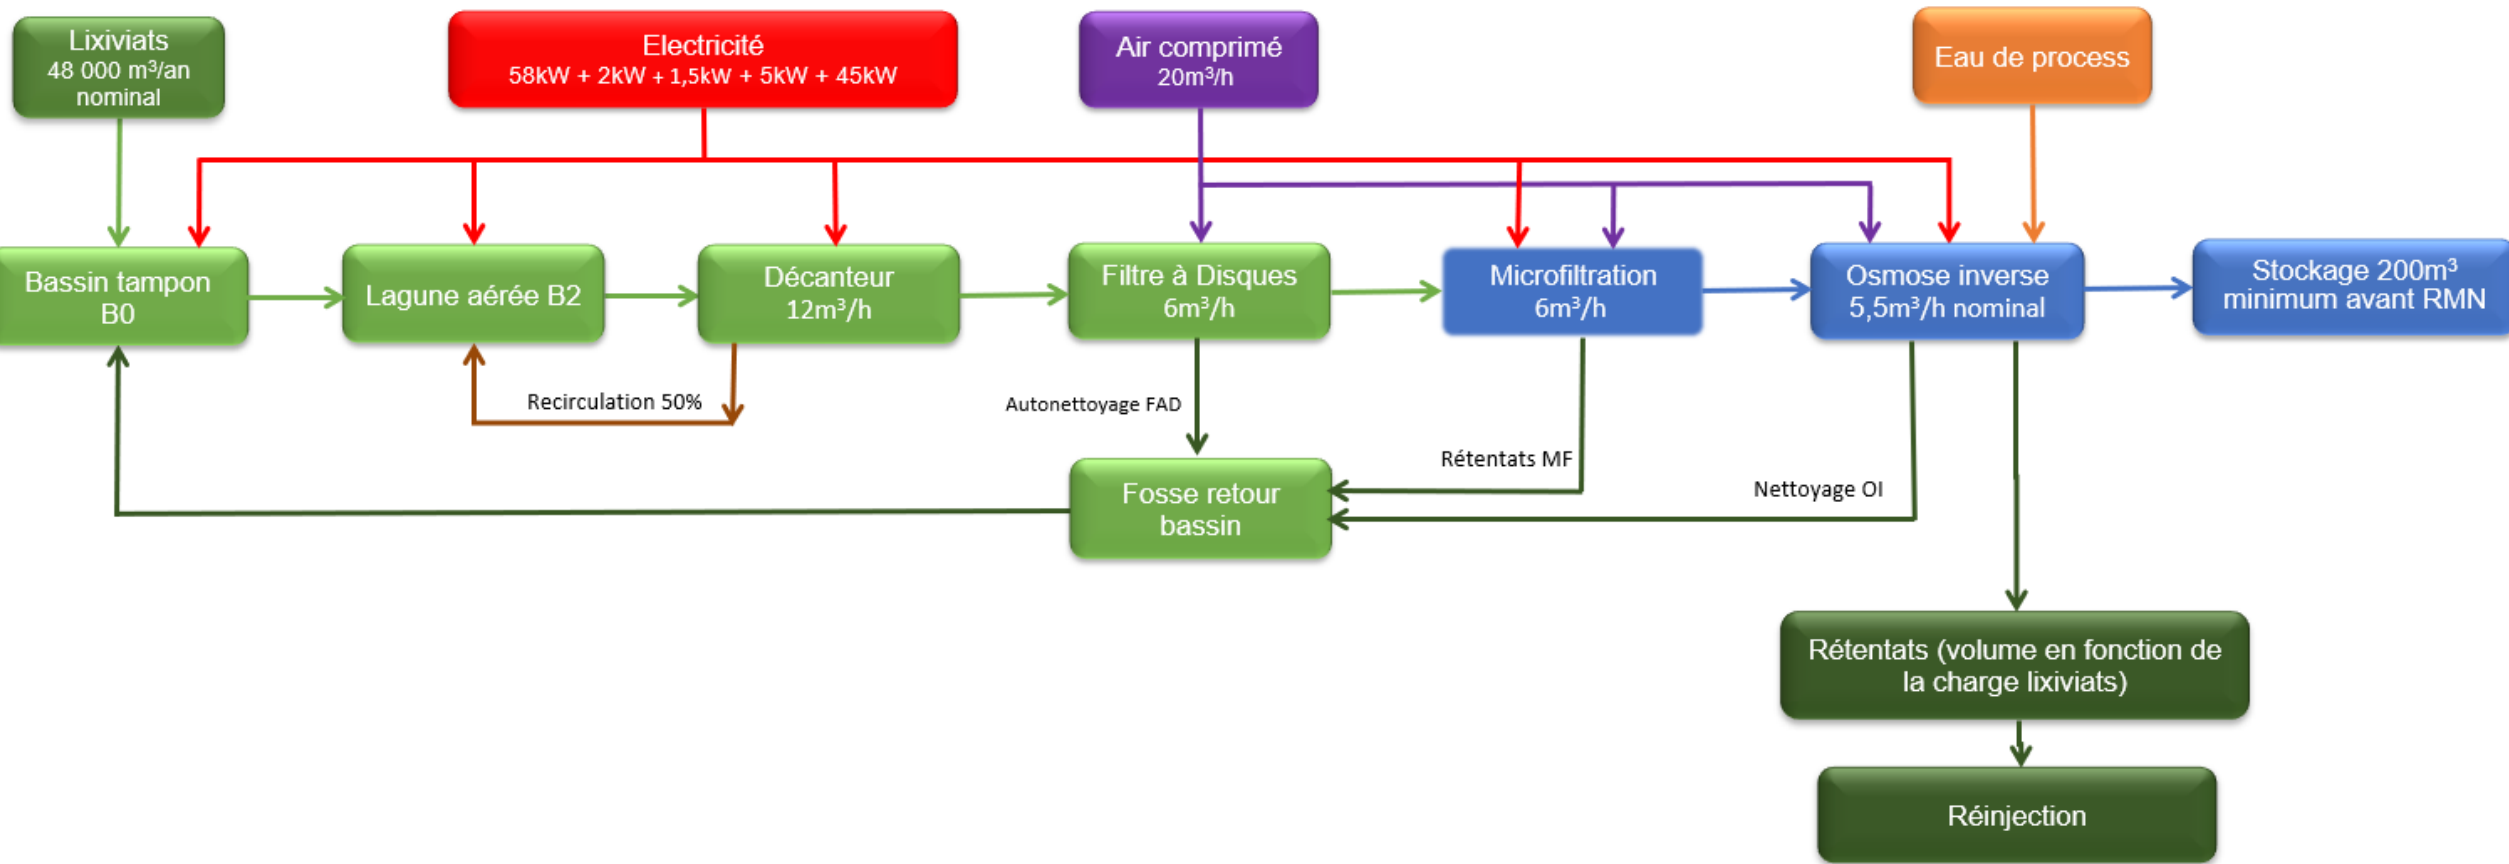 Lixiviats
48 000 m³/an
nominal
Electricité
58kW + 2kW + 1,5kW + 5kW + 45kW
Air comprimé
20m³/h
Eau de process
Bassin tampon
B0
Lagune aérée B2
Décanteur
12m³/h
Filtre à Disques
6m³/h
Microfiltration
6m³/h
Osmose inverse
5,5m³/h nominal
Stockage 200m³
minimum avant RMN
Recirculation 50%
Autonettoyage FAD
Rétentats MF
Nettoyage OI
Fosse retour
bassin
Rétentats (volume en fonction de
la charge lixiviats)
Réinjection